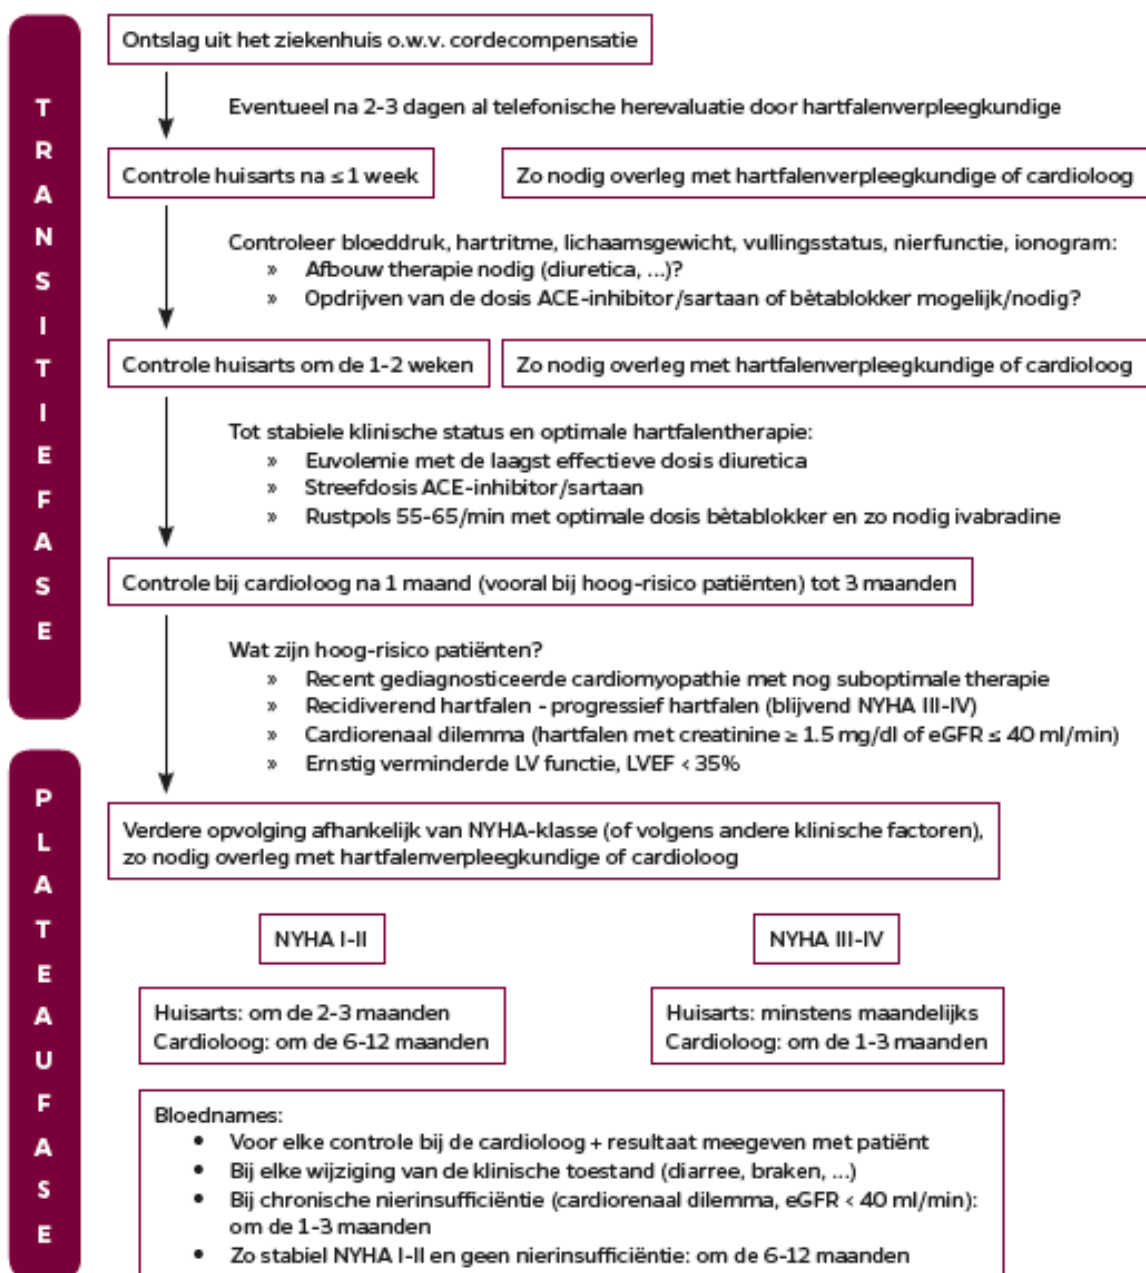 TRANSITIEFASE
Ontslag uit het ziekenhuis o.w.v. cordecompensatie
Eventueel na 2-3 dagen al telefonische herevaluatie door hartfalenverpleegkundige
Controle huisarts na ≤ 1 week
Zo nodig overleg met hartfalenverpleegkundige of cardioloog
Controleer bloeddruk, hartritme, lichaamsgewicht, vullingsstatus, nierfunctie, ionogram:
» Afbouw therapie nodig (diuretica, ...)?
» Opdrijven van de dosis ACE-inhibitor/sartaan of bètablokker mogelijk/nodig?
Controle huisarts om de 1-2 weken
Zo nodig overleg met hartfalenverpleegkundige of cardioloog
Tot stabiele klinische status en optimale hartfalentherapie:
» Euvolemie met de laagst effectieve dosis diuretica
» Streefdosis ACE-inhibitor/sartaan
» Rustpols 55-65/min met optimale dosis bètablokker en zo nodig ivabradine
Controle bij cardioloog na 1 maand (vooral bij hoog-risico patiënten) tot 3 maanden
Wat zijn hoog-risico patiënten?
» Recent gediagnosticeerde cardiomyopathie met nog suboptimale therapie
» Recidiverend hartfalen - progressief hartfalen (blijvend NYHA III-IV)
» Cardiorenaal dilemma (hartfalen met creatinine ≥ 1.5 mg/dl of eGFR ≤ 40 ml/min)
» Ernstig verminderde LV functie, LVEF < 35%
PLATEAUFASE
Verdere opvolging afhankelijk van NYHA-klasse (of volgens andere klinische factoren),
zo nodig overleg met hartfalenverpleegkundige of cardioloog
NYHA I-II
Huisarts: om de 2-3 maanden
Cardioloog: om de 6-12 maanden
NYHA III-IV
Huisarts: minstens maandelijks
Cardioloog: om de 1-3 maanden
Bloednames:
• Voor elke controle bij de cardioloog + resultaat meegeven met patiënt
• Bij elke wijziging van de klinische toestand (diarree, braken, ...)
• Bij chronische nierinsufficiëntie (cardiorenaal dilemma, eGFR < 40 ml/min):
om de 1-3 maanden
• Zo stabiel NYHA I-II en geen nierinsufficiëntie: om de 6-12 maanden